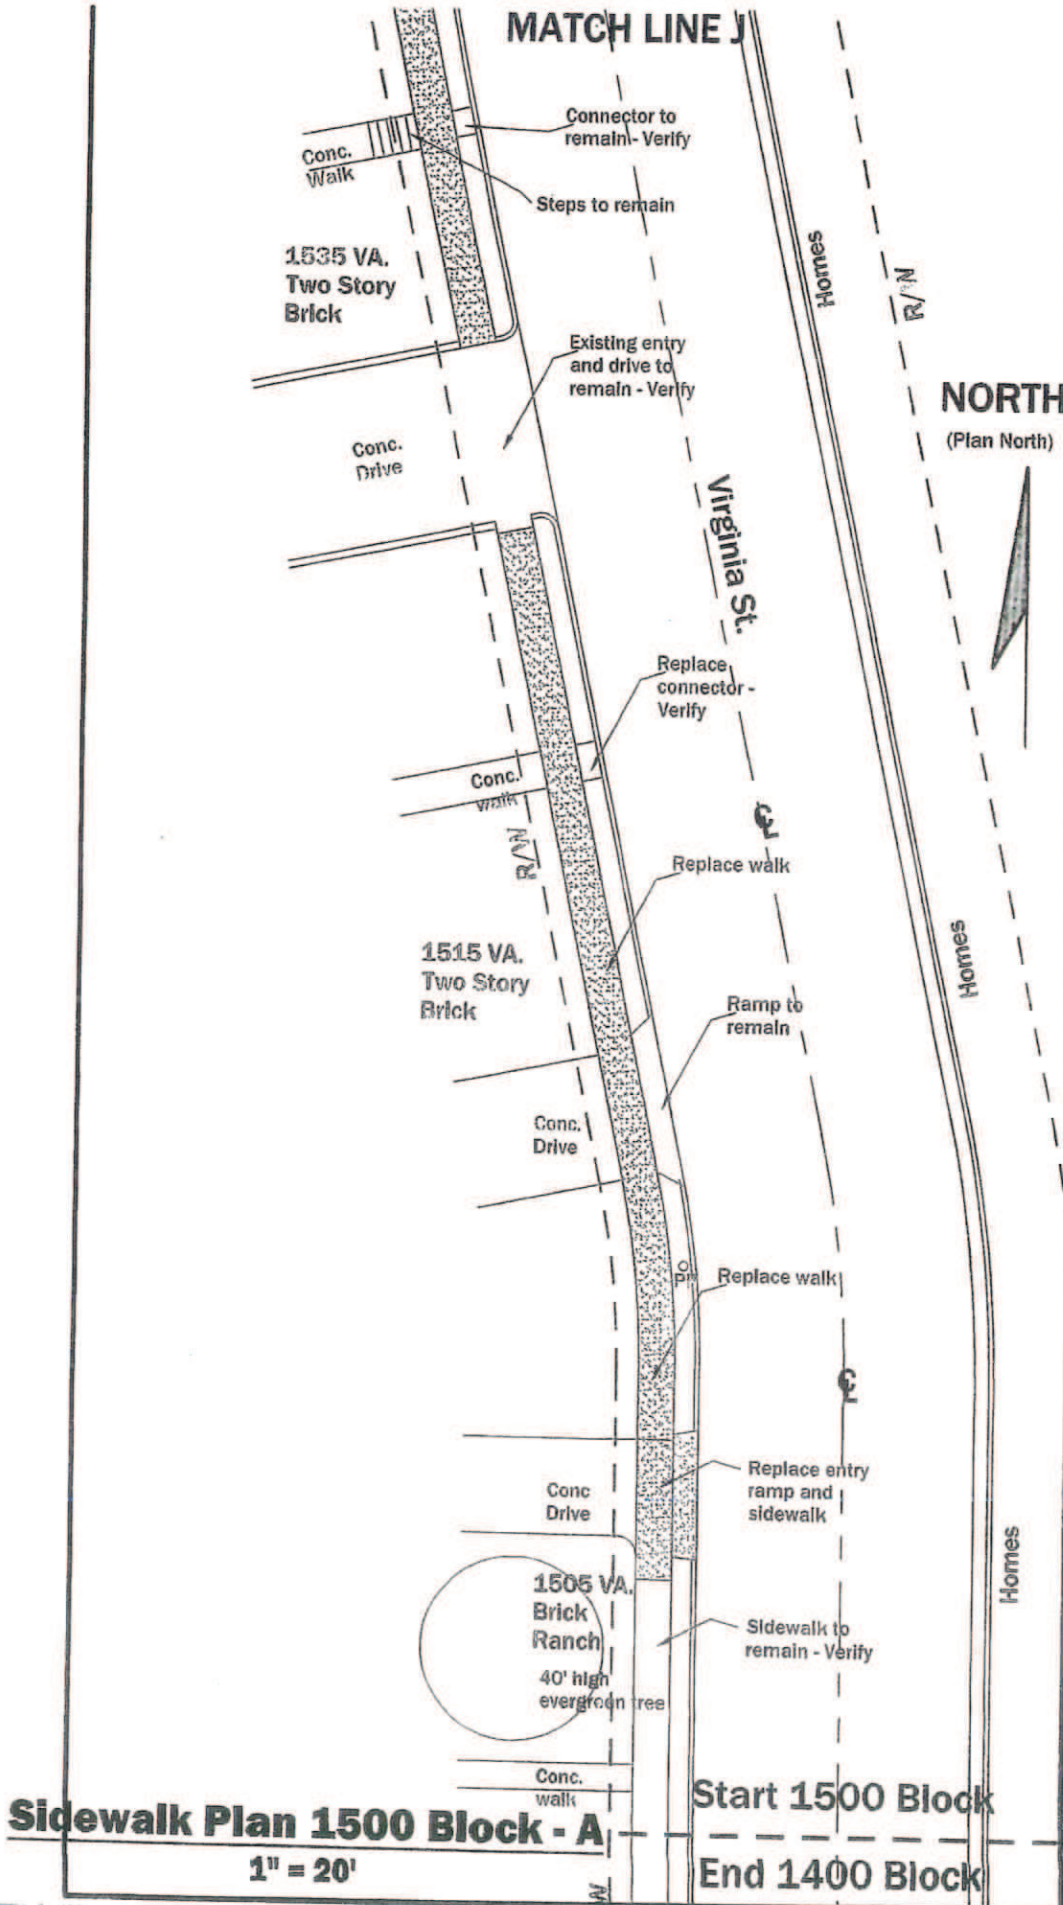 MATCH LINE J
Connector to
remain - Verify
Conc.
Walk
Steps to remain
1535 VA.
Two Story
Brick
Homes
R/W
Existing entry
and drive to
remain - Verify
NORTH
(Plan North)
Conc.
Drive
Virginia St.
Replace
connector -
Verify
Conc.
walk
℄
R/W
Replace walk
1515 VA.
Two Story
Brick
Homes
Ramp to
remain
Conc.
Drive
PP
Replace walk
℄
Replace entry
ramp and
sidewalk
Conc
Drive
Homes
1505 VA.
Brick
Ranch
Sidewalk to
remain - Verify
40' high
evergreen tree
Conc.
walk
Start 1500 Block
Sidewalk Plan 1500 Block - A
1" = 20'
End 1400 Block
W